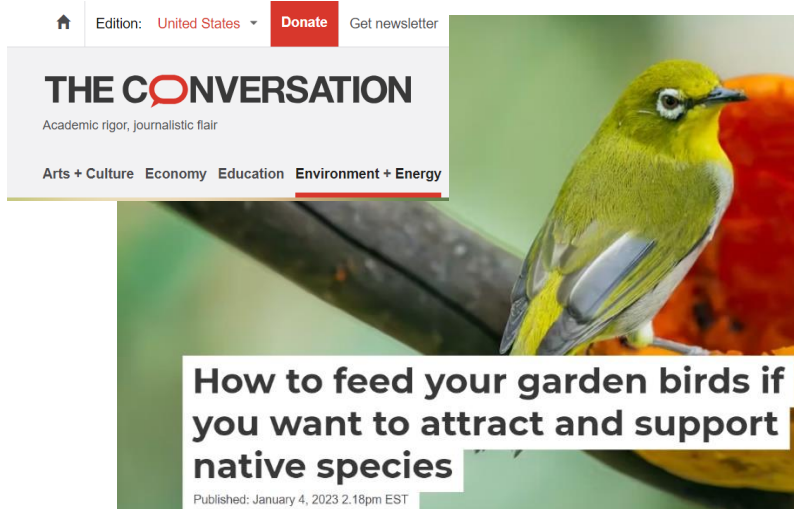 Edition: United States Donate Get newsletter
THE CONVERSATION
Academic rigor, journalistic flair
Arts + Culture Economy Education Environment + Energy
How to feed your garden birds if
you want to attract and support
native species
Published: January 4, 2023 2.18pm EST